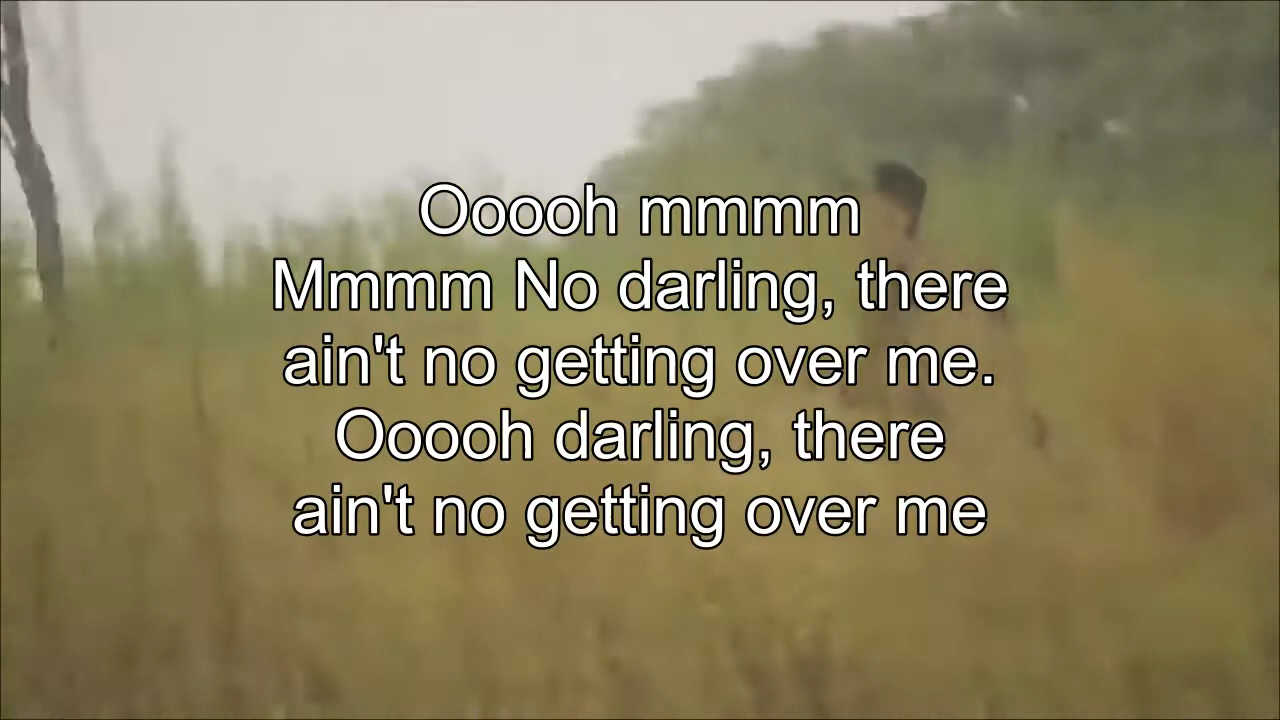 Ooooh mmmm
Mmmm No darling, there
ain't no getting over me.
Ooooh darling, there
ain't no getting over me